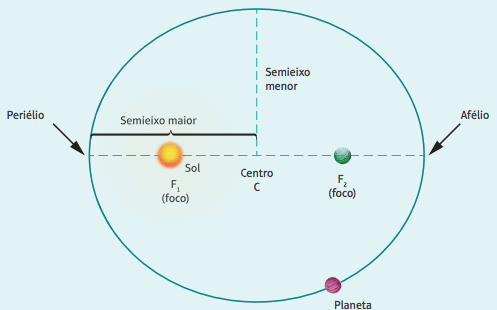 Semieixo
menor
Periélio
Afélio
Semieixo maior
Sol
Centro
C
F1
(foco)
F2
(foco)
Planeta